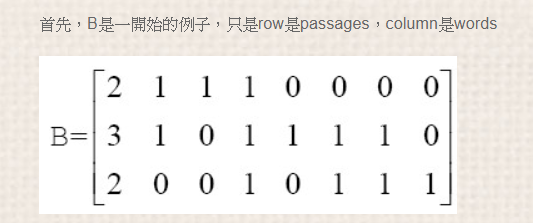 首先，B是一開始的例子，只是row是passages，column是words
2 1 1 1 0 0 0 0
B= 3 1 0 1 1 1 1 0
2 0 0 1 0 1 1 1